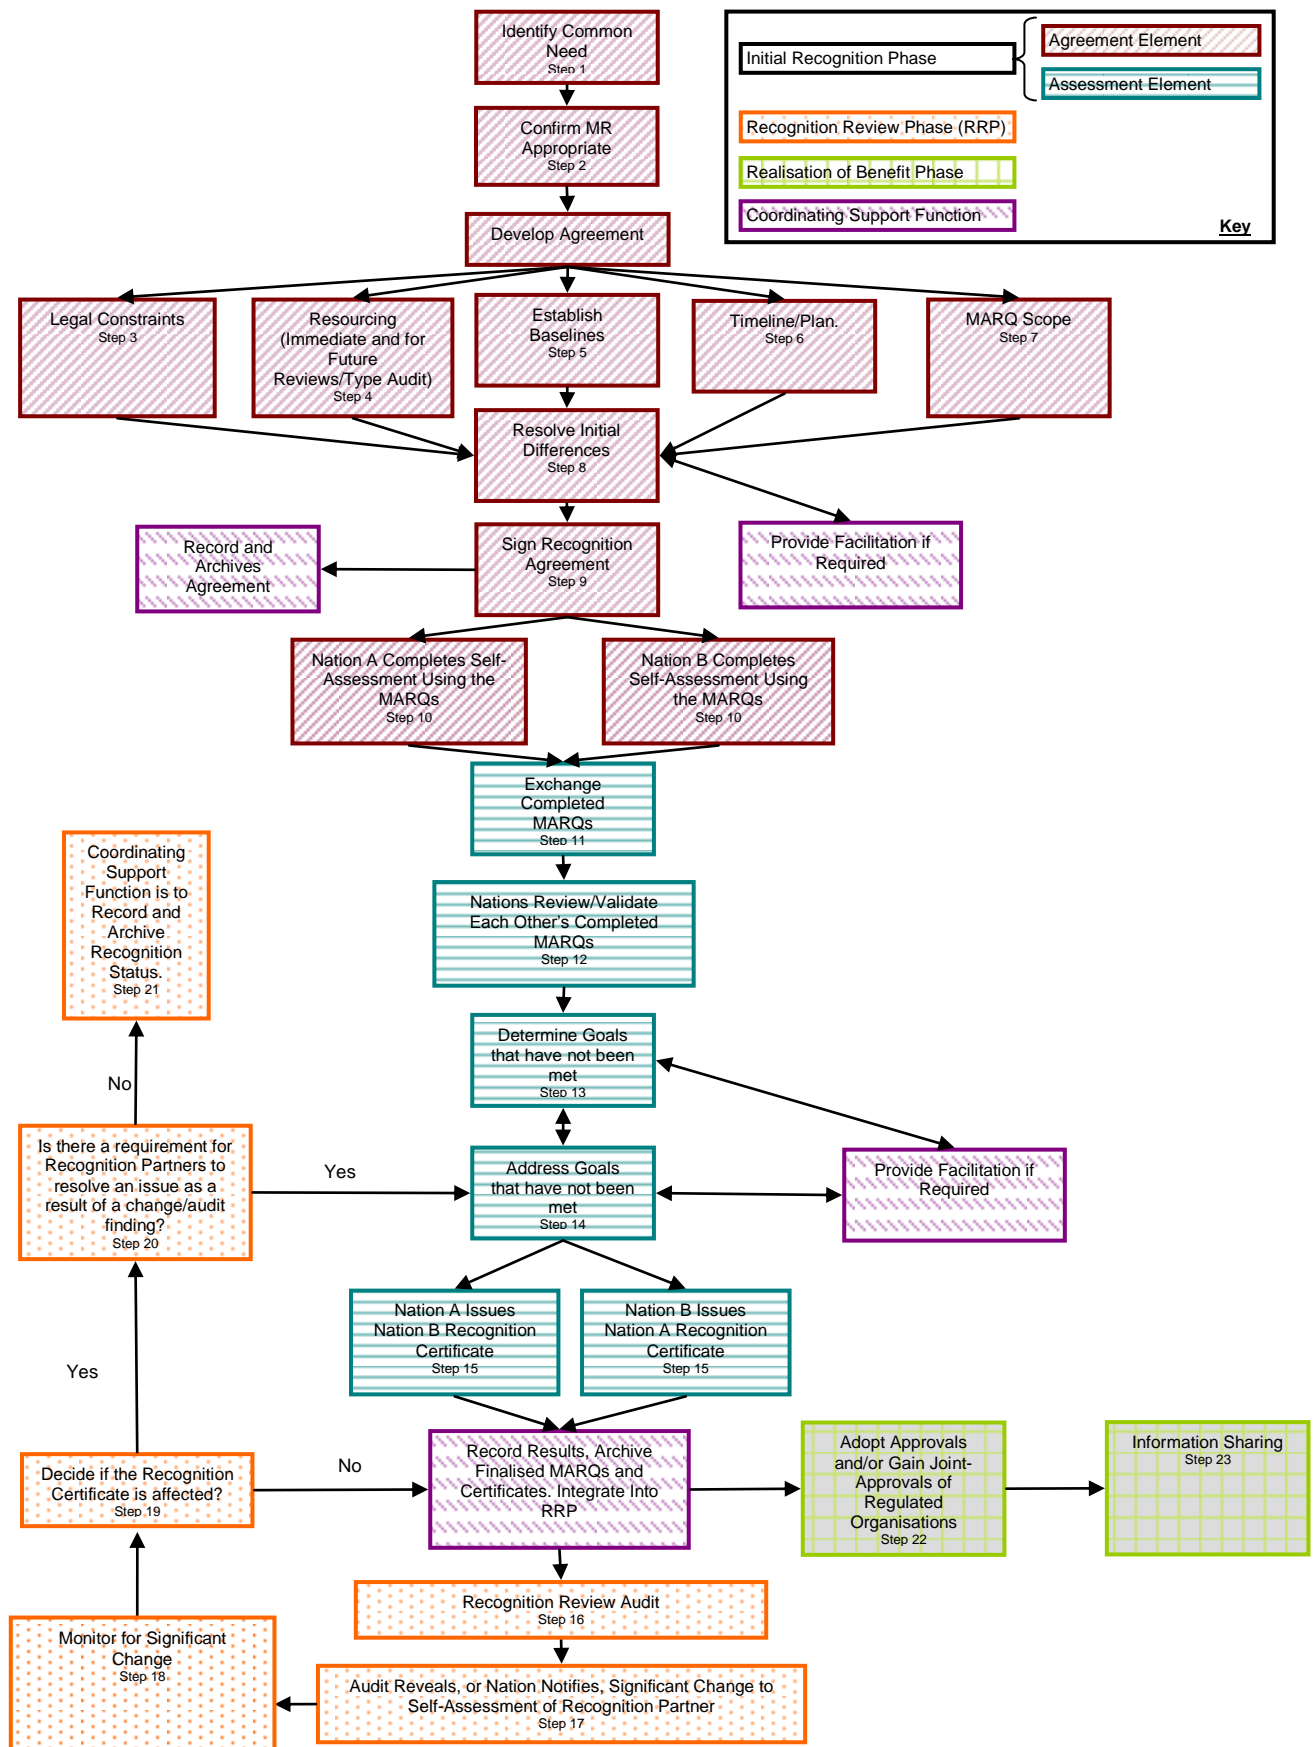 Identify Common
Need
Step 1
Initial Recognition Phase
Agreement Element
Assessment Element
Recognition Review Phase (RRP)
Realisation of Benefit Phase
Coordinating Support Function
Key
Confirm MR
Appropriate
Step 2
Develop Agreement
Legal Constraints
Step 3
Resourcing
(Immediate and for
Future
Reviews/Type Audit)
Step 4
Establish
Baselines
Step 5
Timeline/Plan.
Step 6
MARQ Scope
Step 7
Resolve Initial
Differences
Step 8
Record and
Archives
Agreement
Sign Recognition
Agreement
Step 9
Provide Facilitation if
Required
Nation A Completes Self-
Assessment Using the
MARQs
Step 10
Nation B Completes
Self-Assessment Using
the MARQs
Step 10
Exchange
Completed
MARQs
Step 11
Coordinating
Support
Function is to
Record and
Archive
Recognition
Status.
Step 21
Nations Review/Validate
Each Other's Completed
MARQs
Step 12
Determine Goals
that have not been
met
Step 13
No
Is there a requirement for
Recognition Partners to
resolve an issue as a
result of a change/audit
finding?
Step 20
Yes
Address Goals
that have not been
met
Step 14
Provide Facilitation if
Required
Nation A Issues
Nation B Recognition
Certificate
Step 15
Nation B Issues
Nation A Recognition
Certificate
Step 15
Yes
Decide if the Recognition
Certificate is affected?
Step 19
No
Record Results, Archive
Finalised MARQs and
Certificates. Integrate Into
RRP
Adopt Approvals
and/or Gain Joint-
Approvals of
Regulated
Organisations
Step 22
Information Sharing
Step 23
Recognition Review Audit
Step 16
Monitor for Significant
Change
Step 18
Audit Reveals, or Nation Notifies, Significant Change to
Self-Assessment of Recognition Partner
Step 17